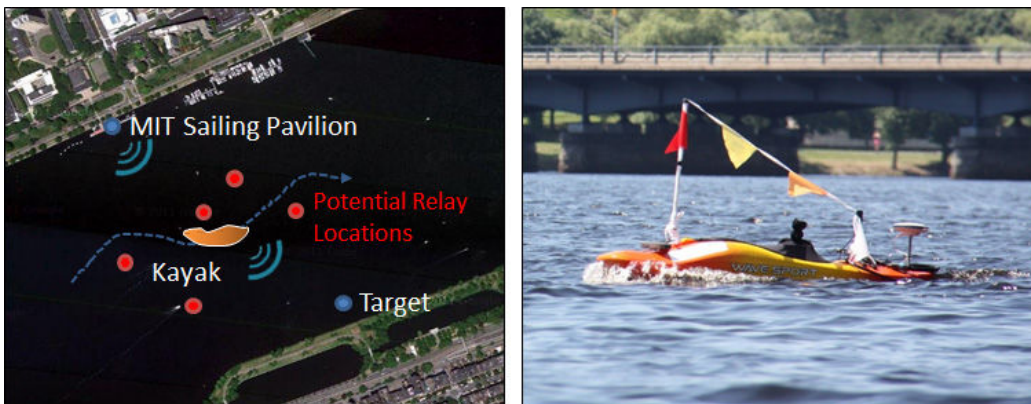 MIT Sailing Pavilion
Potential Relay
Locations
Kayak
Target
WAVE SPORT